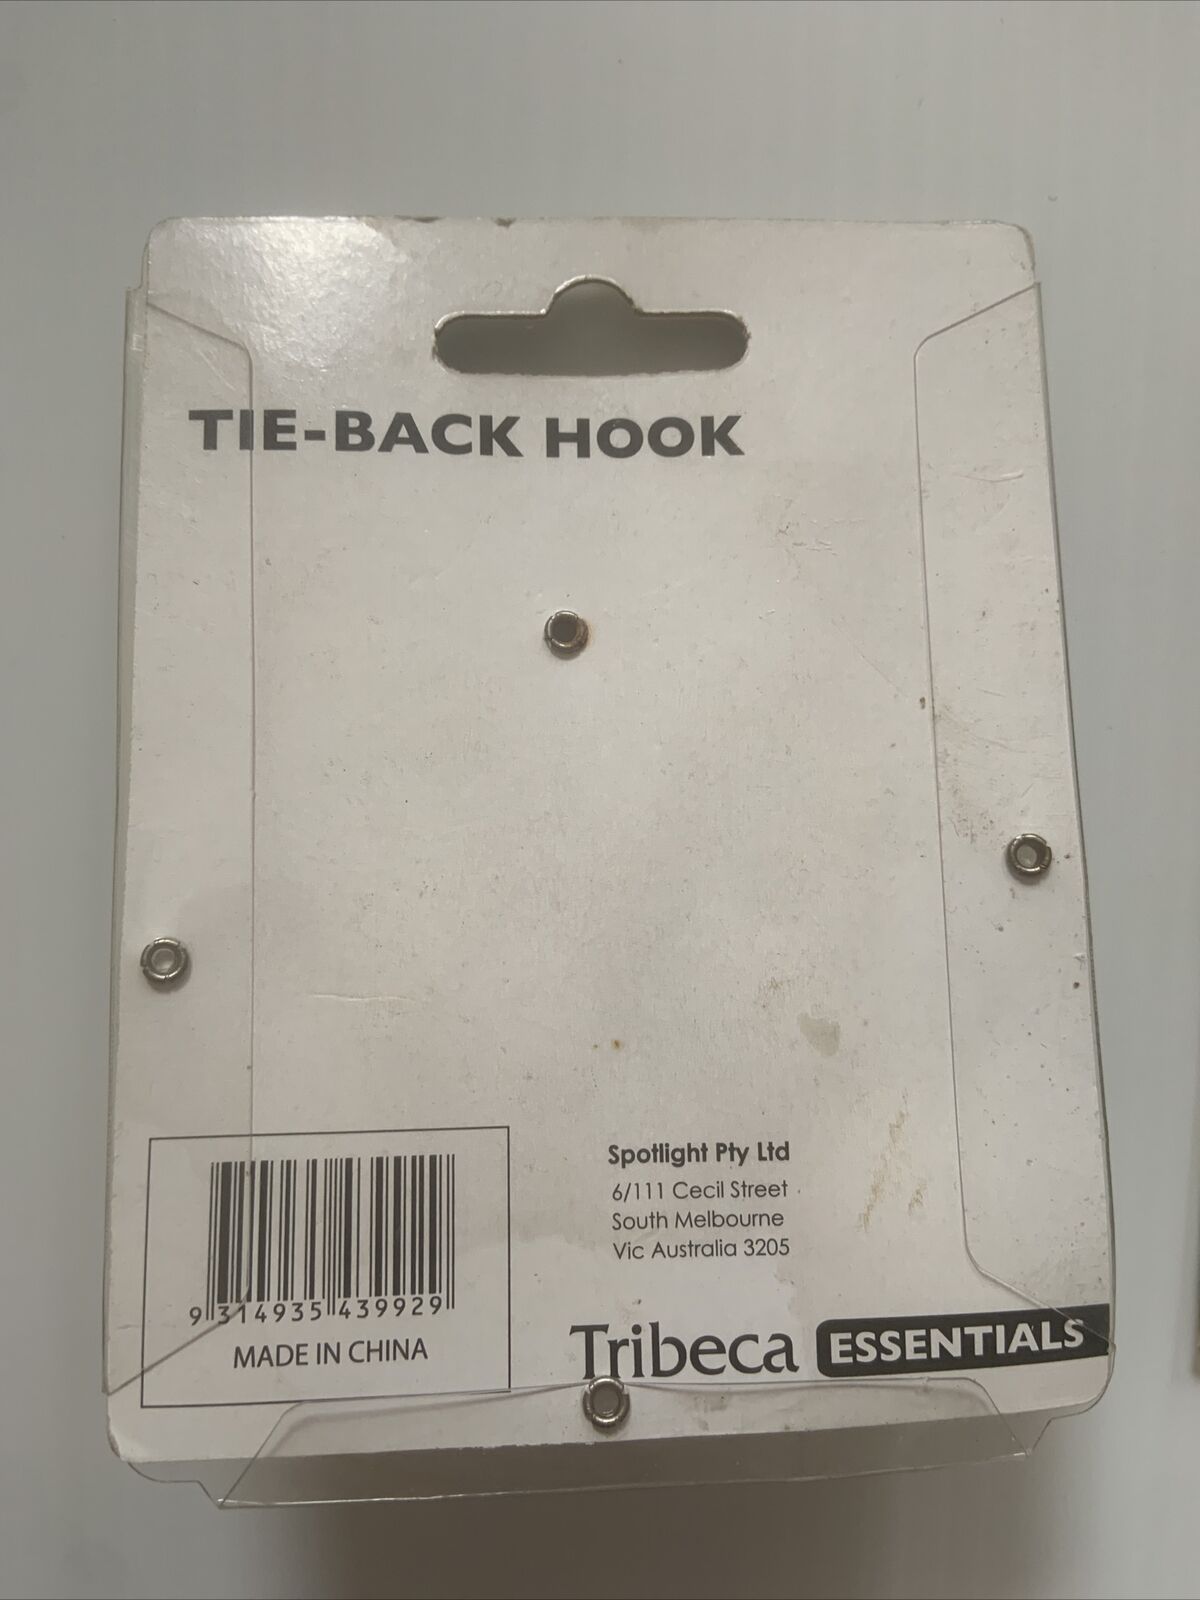 TIE-BACK HOOK
Spotlight Pty Ltd
6/111 Cecil Street
South Melbourne
Vic Australia 3205
9 314935 439929
MADE IN CHINA
Tribeca ESSENTIALS